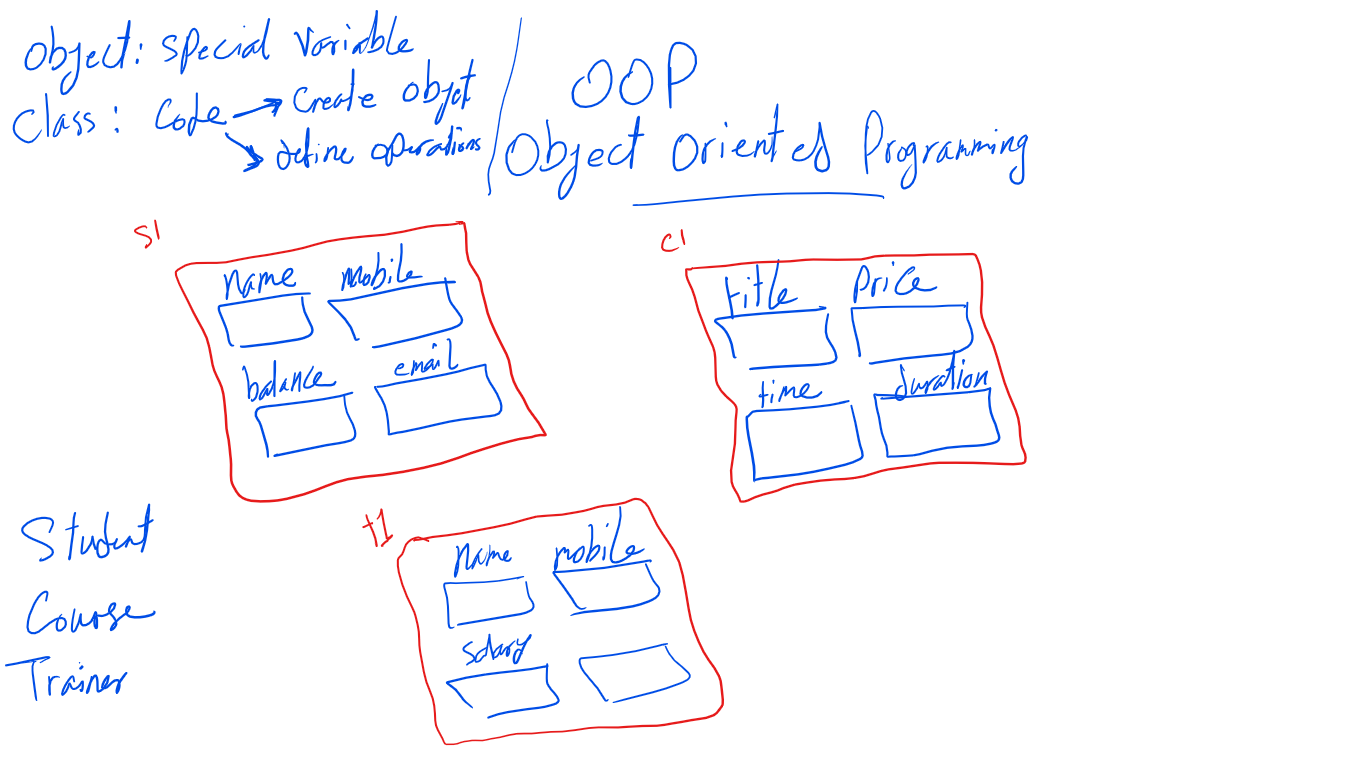 Object: special variable
Class: Code → Create objet
define operations
OOP
Object Oriented Programming
s1
name mobile
balance email
c1
title price
time duration
t1
name mobile
salary
Student
Course
Trainer